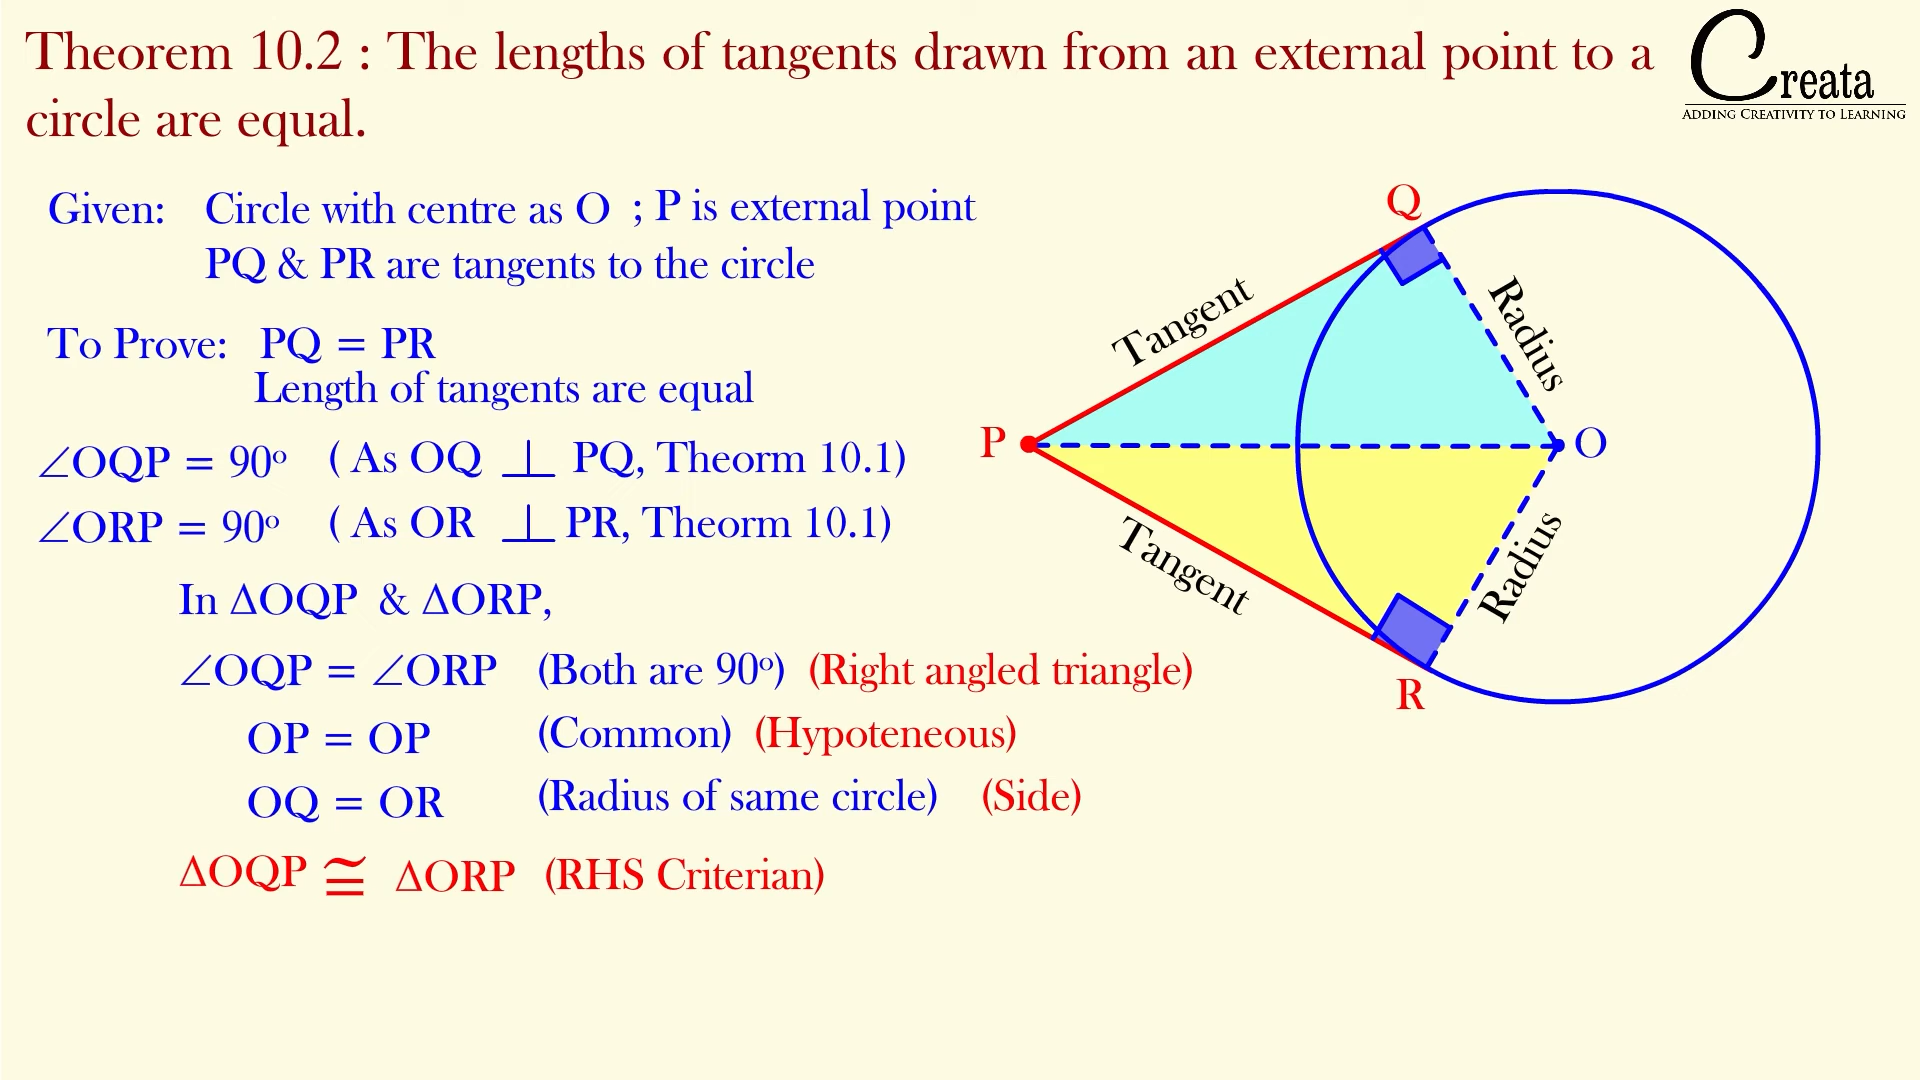 Theorem 10.2 : The lengths of tangents drawn from an external point to a
circle are equal.
Creata
ADDING CREATIVITY TO LEARNING
Given: Circle with centre as O ; P is external point
PQ & PR are tangents to the circle
To Prove: PQ = PR
Length of tangents are equal
∠OQP = 90° ( As OQ ⊥ PQ, Theorm 10.1)
∠ORP = 90° ( As OR ⊥ PR, Theorm 10.1)
In ΔOQP & ΔORP,
∠OQP = ∠ORP (Both are 90°) (Right angled triangle)
OP = OP (Common) (Hypoteneous)
OQ = OR (Radius of same circle) (Side)
ΔOQP ≅ ΔORP (RHS Criterian)
Q
Tangent
Radius
P
O
Tangent
Radius
R